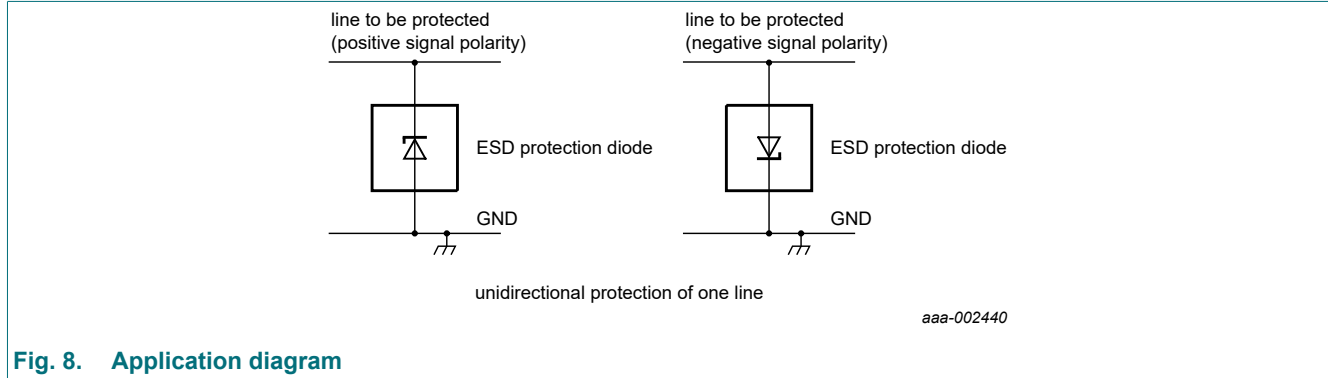 line to be protected
(positive signal polarity)
ESD protection diode
GND
line to be protected
(negative signal polarity)
ESD protection diode
GND
unidirectional protection of one line
aaa-002440
Fig. 8. Application diagram